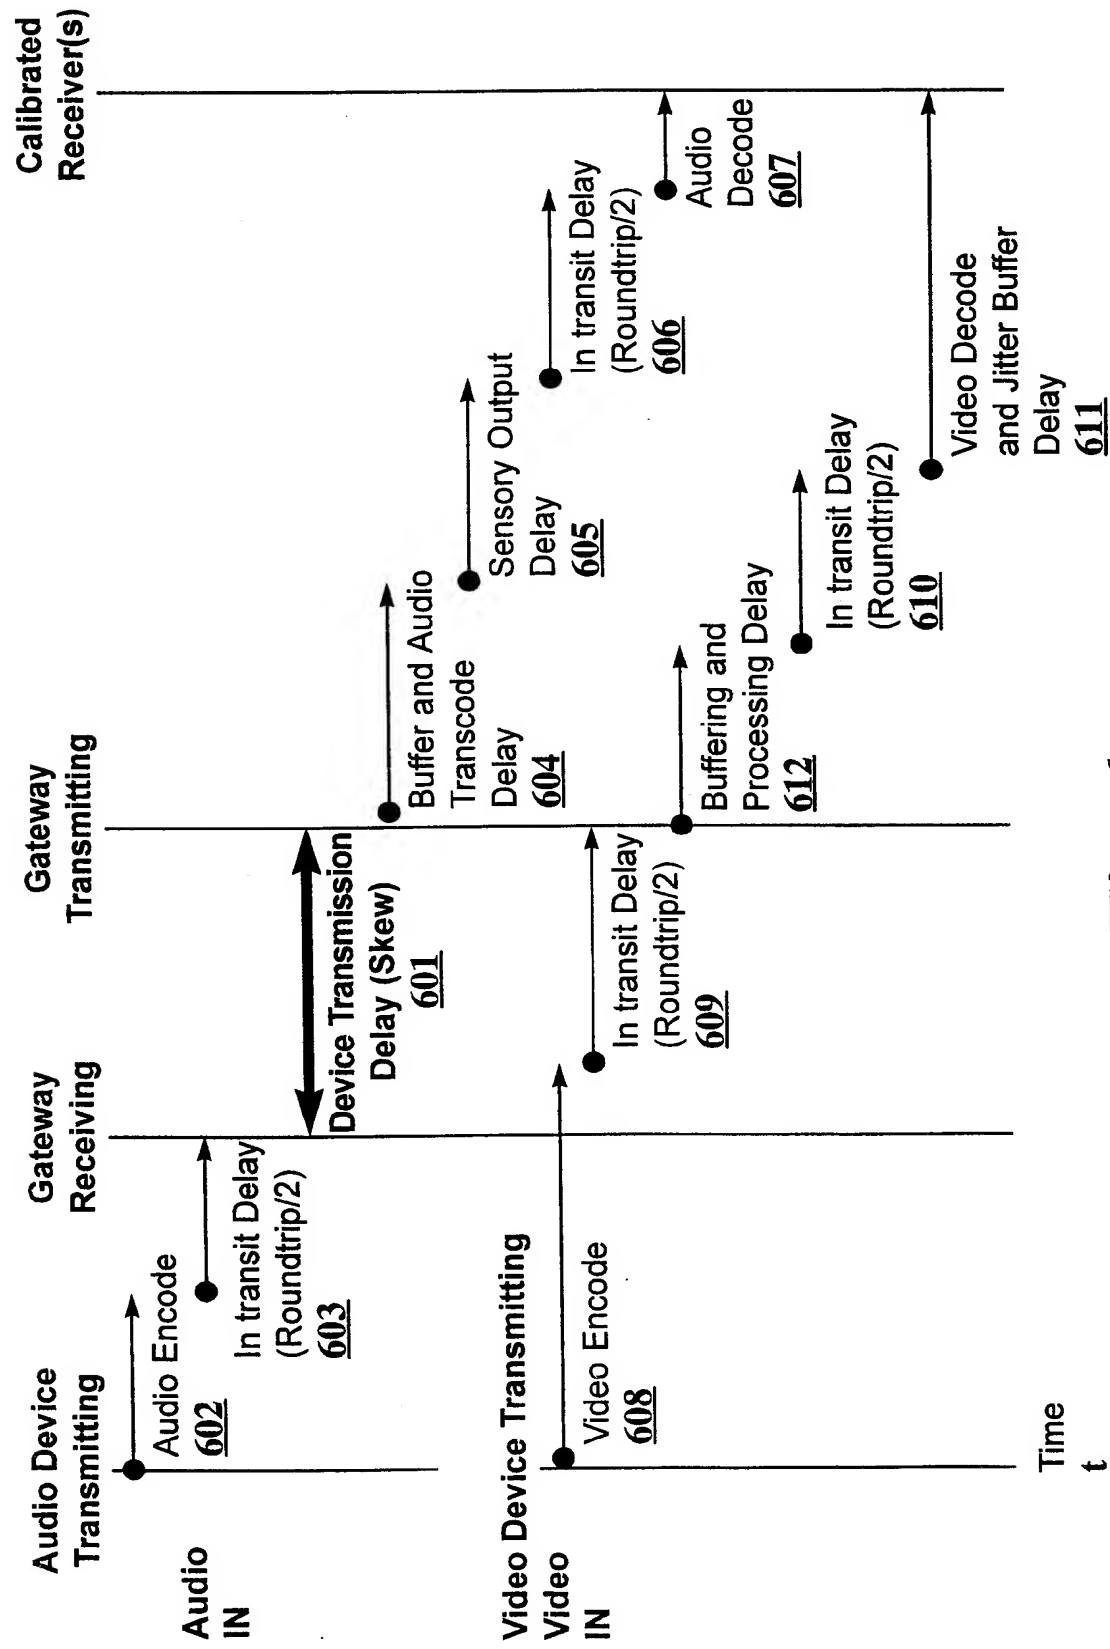 Audio Device
Transmitting
Gateway
Receiving
Gateway
Transmitting
Calibrated
Receiver(s)
Audio
IN
Audio Encode
602
In transit Delay
(Roundtrip/2)
603
Device Transmission
Delay (Skew)
601
Buffer and Audio
Transcode
Delay
604
Sensory Output
Delay
605
In transit Delay
(Roundtrip/2)
606
Audio
Decode
607
Video Device Transmitting
Video
IN
Video Encode
608
In transit Delay
(Roundtrip/2)
609
Buffering and
Processing Delay
612
In transit Delay
(Roundtrip/2)
610
Video Decode
and Jitter Buffer
Delay
611
Time
t